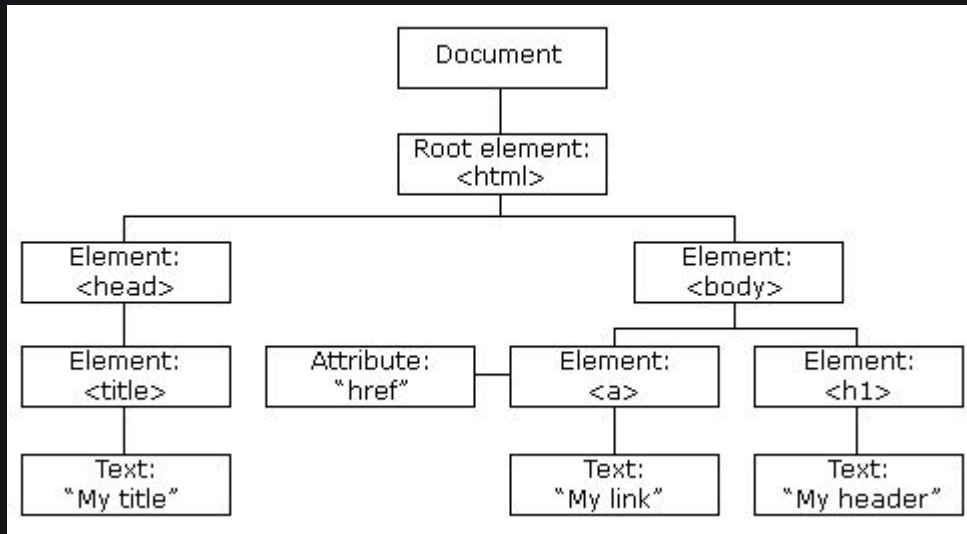 Document
Root element:
<html>
Element:
<head>
Element:
<body>
Element:
<title>
Attribute:
“href”
Element:
<a>
Element:
<h1>
Text:
“My title”
Text:
“My link”
Text:
“My header”